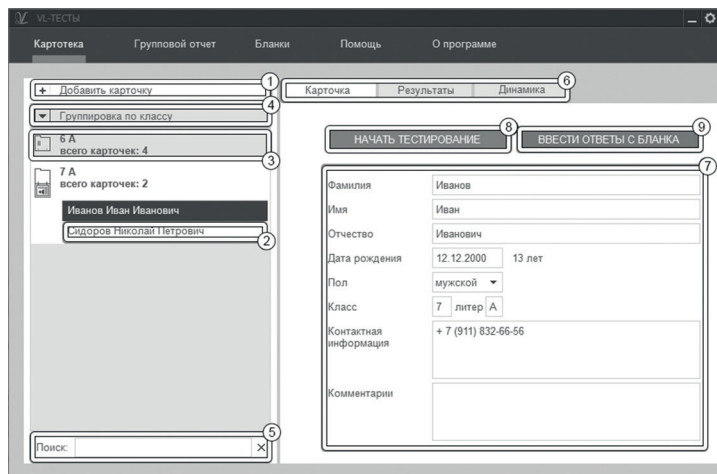 VL-ТЕСТЫ
Картотека Групповой отчет Бланки Помощь О программе
+ Добавить карточку 1
Карточка Результаты Динамика 6
Группировка по классу 4
6 А
всего карточек: 4
3
НАЧАТЬ ТЕСТИРОВАНИЕ 8
ВВЕСТИ ОТВЕТЫ С БЛАНКА 9
7
7 А
всего карточек: 2
Иванов Иван Иванович
Сидоров Николай Петрович
2
Фамилия Иванов
Имя Иван
Отчество Иванович
Дата рождения 12.12.2000 13 лет
Пол мужской
Класс 7 литер А
Контактная
информация
+ 7 (911) 832-66-56
Комментарии
5
Поиск: